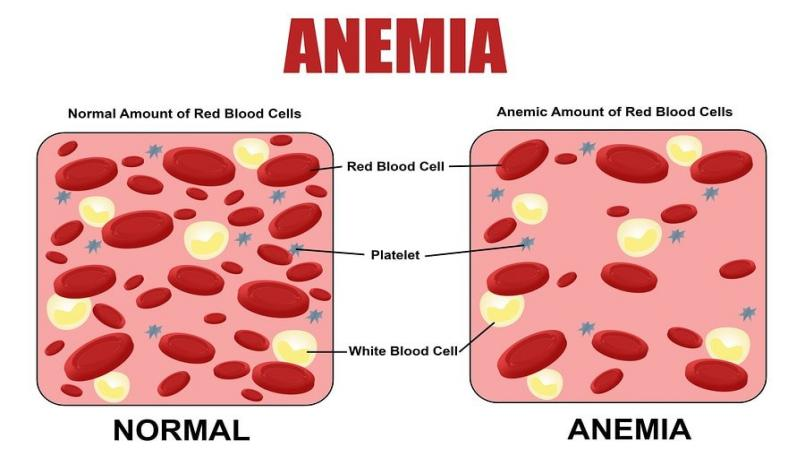 ANEMIA
Normal Amount of Red Blood Cells
Anemic Amount of Red Blood Cells
Red Blood Cell
Platelet
White Blood Cell
NORMAL
ANEMIA